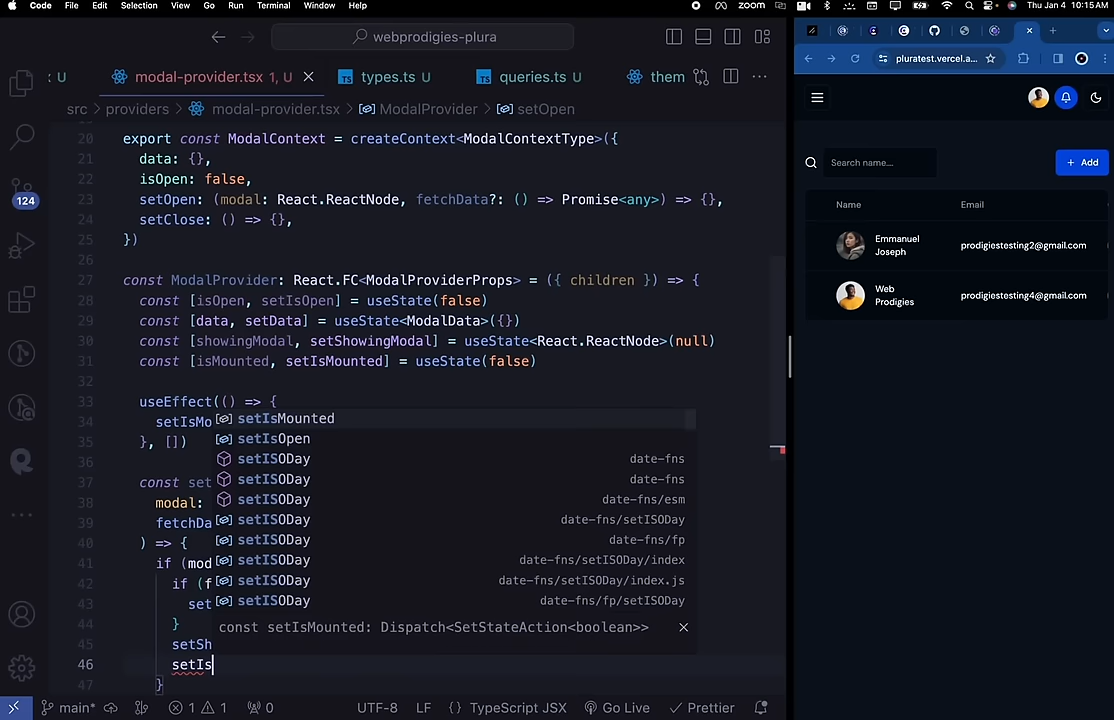 Code File Edit Selection View Go Run Terminal Window Help zoom Thu Jan 4 10:15 AM
webprodigies-plura
: U modal-provider.tsx 1, U types.ts U queries.ts U them
pluratest.vercel.a...
src > providers > modal-provider.tsx > ModalProvider > setOpen
20 export const ModalContext = createContext<ModalContextType>({
21 data: {},
22 isOpen: false,
23 setOpen: (modal: React.ReactNode, fetchData?: () => Promise<any>) => {},
24 setClose: () => {},
25 })
26
27 const ModalProvider: React.FC<ModalProviderProps> = ({ children }) => {
28 const [isOpen, setIsOpen] = useState(false)
29 const [data, setData] = useState<ModalData>({})
30 const [showingModal, setShowingModal] = useState<React.ReactNode>(null)
31 const [isMounted, setIsMounted] = useState(false)
32
33 useEffect(() => {
34 setIsMo
35 }, [])
36
37 const set
38 modal:
39 fetchDa
40 ) => {
41 if (mod
42 if (f
43 set
44 }
45 setSh
46 setIs
47 }
setIsMounted
setIsOpen
setISODay date-fns
setISODay date-fns
setISODay date-fns/esm
setISODay date-fns/setISODay
setISODay date-fns/fp
setISODay date-fns/setISODay/index
setISODay date-fns/setISODay/index.js
setISODay date-fns/fp/setISODay
const setIsMounted: Dispatch<SetStateAction<boolean>>
124
main* 1 1 0 UTF-8 LF {} TypeScript JSX Go Live Prettier
Search name...
+ Add
Name Email
Emmanuel
Joseph
prodigiestesting2@gmail.com
Web
Prodigies
prodigiestesting4@gmail.com